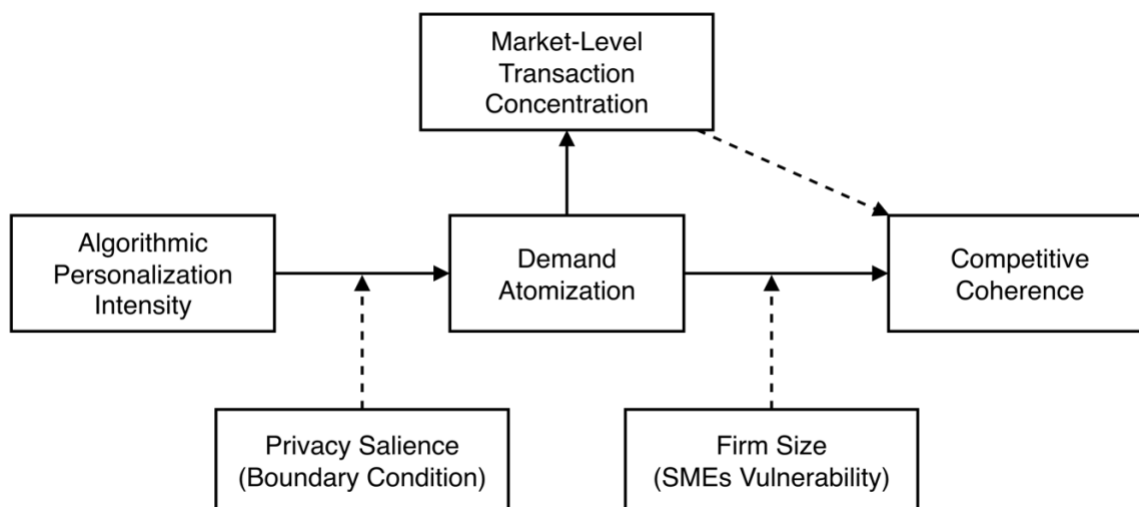 Market-Level
Transaction
Concentration
Algorithmic
Personalization
Intensity
Demand
Atomization
Competitive
Coherence
Privacy Salience
(Boundary Condition)
Firm Size
(SMEs Vulnerability)